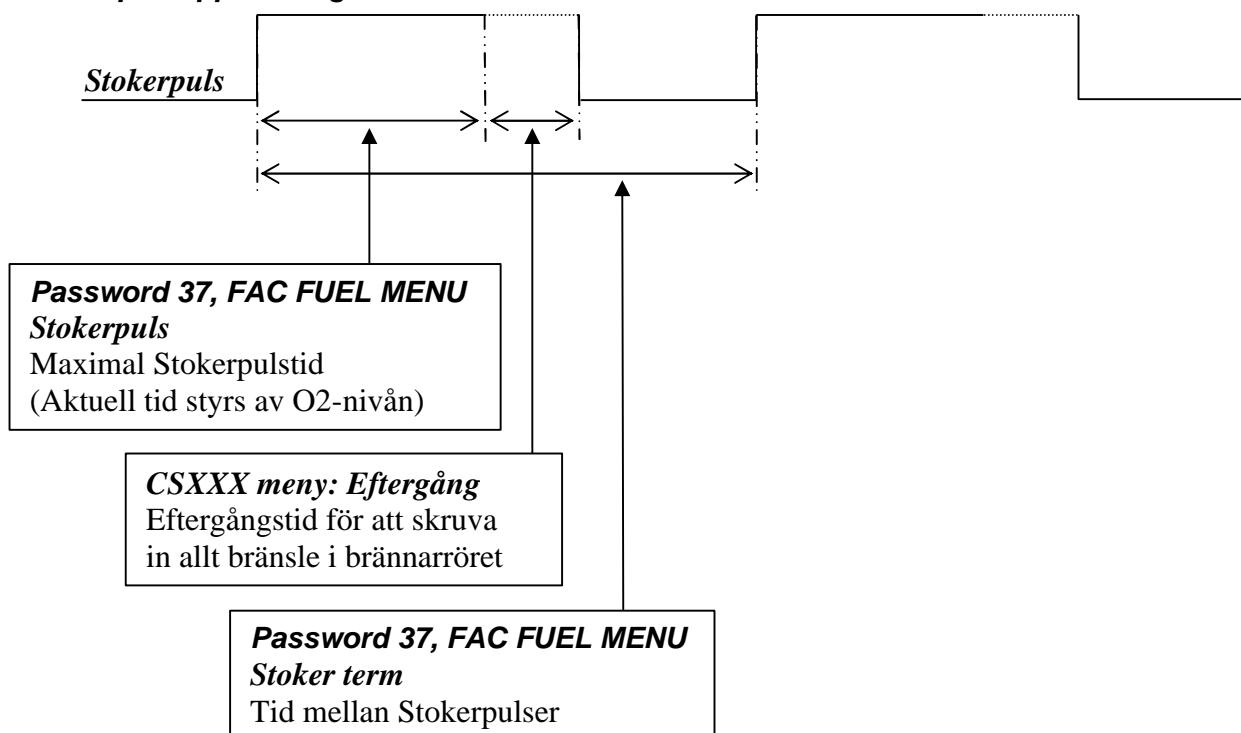 Stokerpuls
Password 37, FAC FUEL MENU
Stokerpuls
Maximal Stokerpulstid
(Aktuell tid styrs av O2-nivån)
CSXXX meny: Eftergång
Eftergångstid för att skruva
in allt bränsle i brännarröret
Password 37, FAC FUEL MENU
Stoker term
Tid mellan Stokerpulser